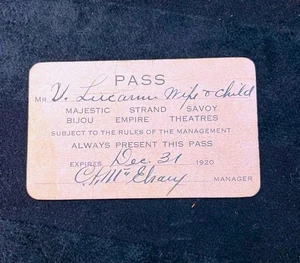 PASS
MR V. Liscarnu Wife & Child
MAJESTIC STRAND SAVOY
BIJOU EMPIRE THEATRES
SUBJECT TO THE RULES OF THE MANAGEMENT
ALWAYS PRESENT THIS PASS
EXPIRES Dec. 31 1920
MANAGER